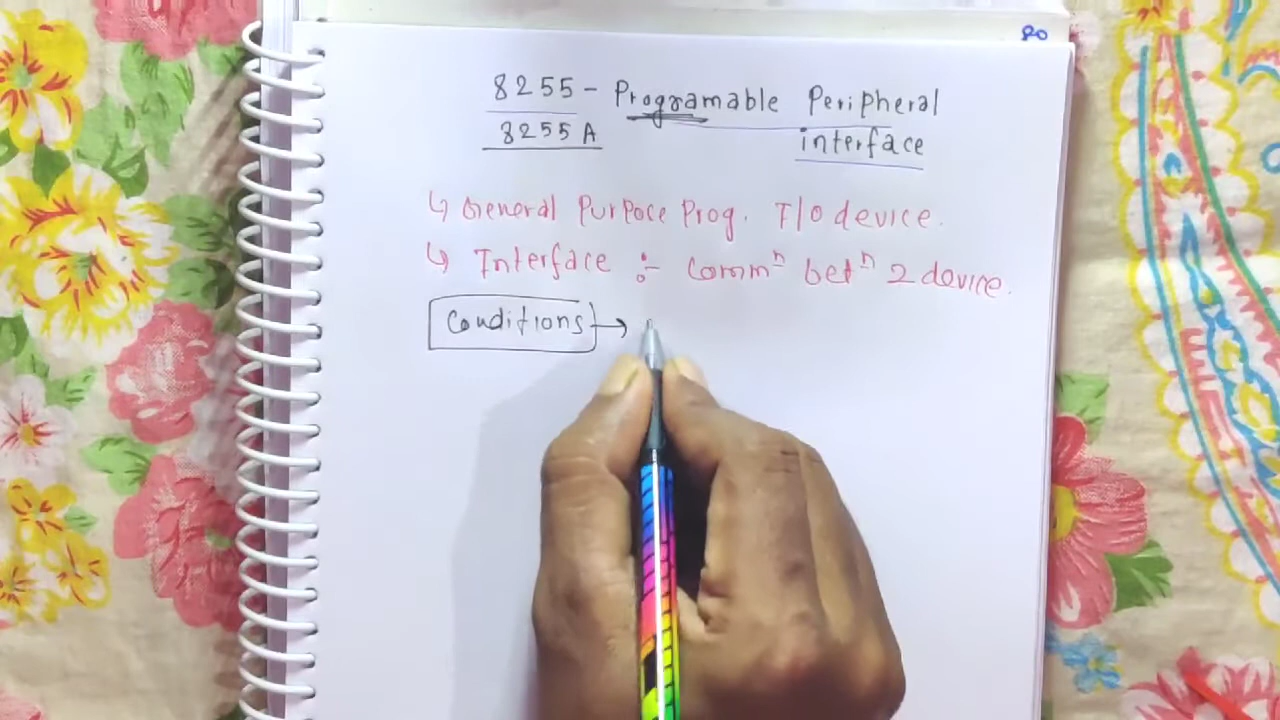 80
8255 - Programable Peripheral
8255 A interface
↳ General Purpoce Prog. I/O device.
↳ Interface :- Commⁿ betⁿ 2 device.
Conditions →